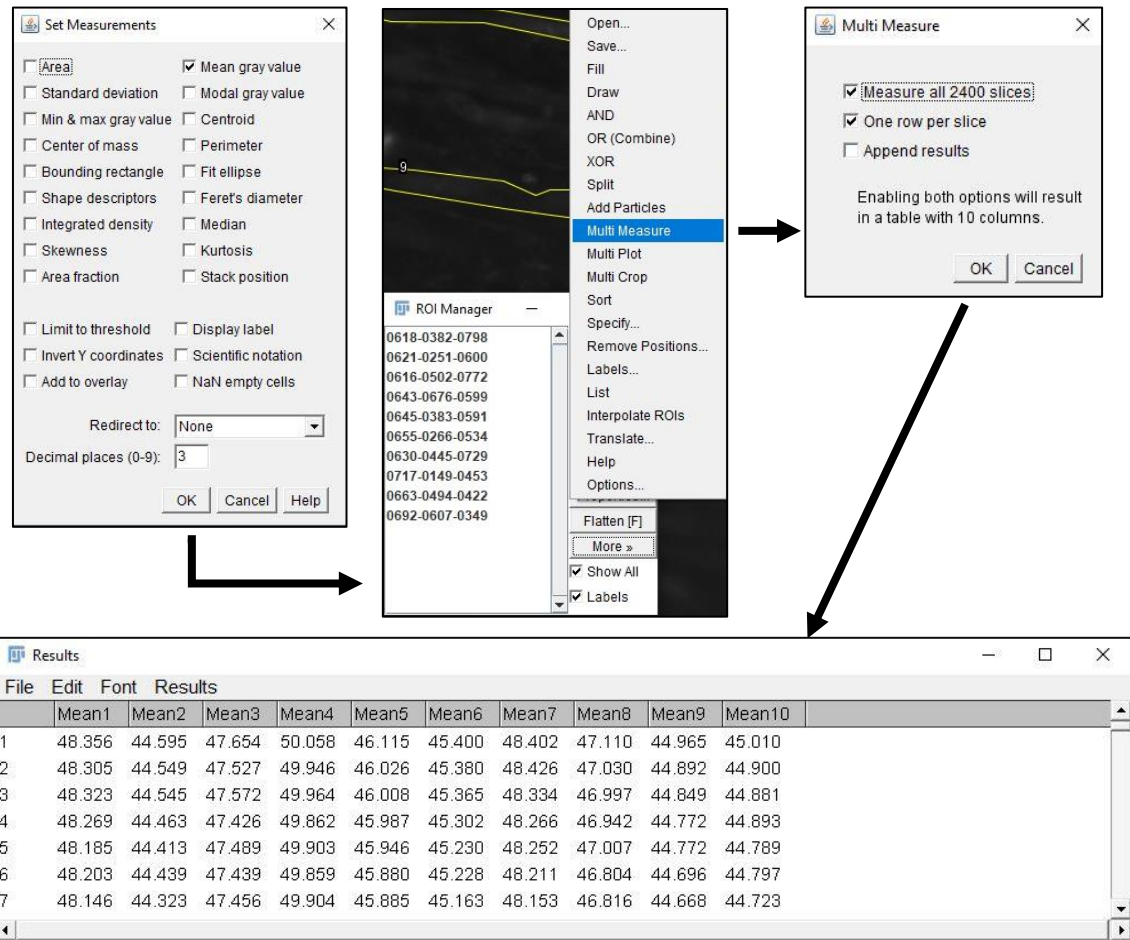 Set Measurements
Area
Mean gray value
Standard deviation
Modal gray value
Min & max gray value
Centroid
Center of mass
Perimeter
Bounding rectangle
Fit ellipse
Shape descriptors
Feret's diameter
Integrated density
Median
Skewness
Kurtosis
Area fraction
Stack position
Limit to threshold
Display label
Invert Y coordinates
Scientific notation
Add to overlay
NaN empty cells
Redirect to: None
Decimal places (0-9): 3
OK Cancel Help
9
Open...
Save...
Fill
Draw
AND
OR (Combine)
XOR
Split
Add Particles
Multi Measure
Multi Plot
Multi Crop
Sort
Specify...
Remove Positions...
Labels...
List
Interpolate ROIs
Translate...
Help
Options...
ROI Manager
0618-0382-0798
0621-0251-0600
0616-0502-0772
0643-0676-0599
0645-0383-0591
0655-0266-0534
0630-0445-0729
0717-0149-0453
0663-0494-0422
0692-0607-0349
Flatten [F]
More »
Show All
Labels
Multi Measure
Measure all 2400 slices
One row per slice
Append results
Enabling both options will result
in a table with 10 columns.
OK Cancel
Results
File Edit Font Results
Mean1 Mean2 Mean3 Mean4 Mean5 Mean6 Mean7 Mean8 Mean9 Mean10
1 48.356 44.595 47.654 50.058 46.115 45.400 48.402 47.110 44.965 45.010
2 48.305 44.549 47.527 49.946 46.026 45.380 48.426 47.030 44.892 44.900
3 48.323 44.545 47.572 49.964 46.008 45.365 48.334 46.997 44.849 44.881
4 48.269 44.463 47.426 49.862 45.987 45.302 48.266 46.942 44.772 44.893
5 48.185 44.413 47.489 49.903 45.946 45.230 48.252 47.007 44.772 44.789
6 48.203 44.439 47.439 49.859 45.880 45.228 48.211 46.804 44.696 44.797
7 48.146 44.323 47.456 49.904 45.885 45.163 48.153 46.816 44.668 44.723